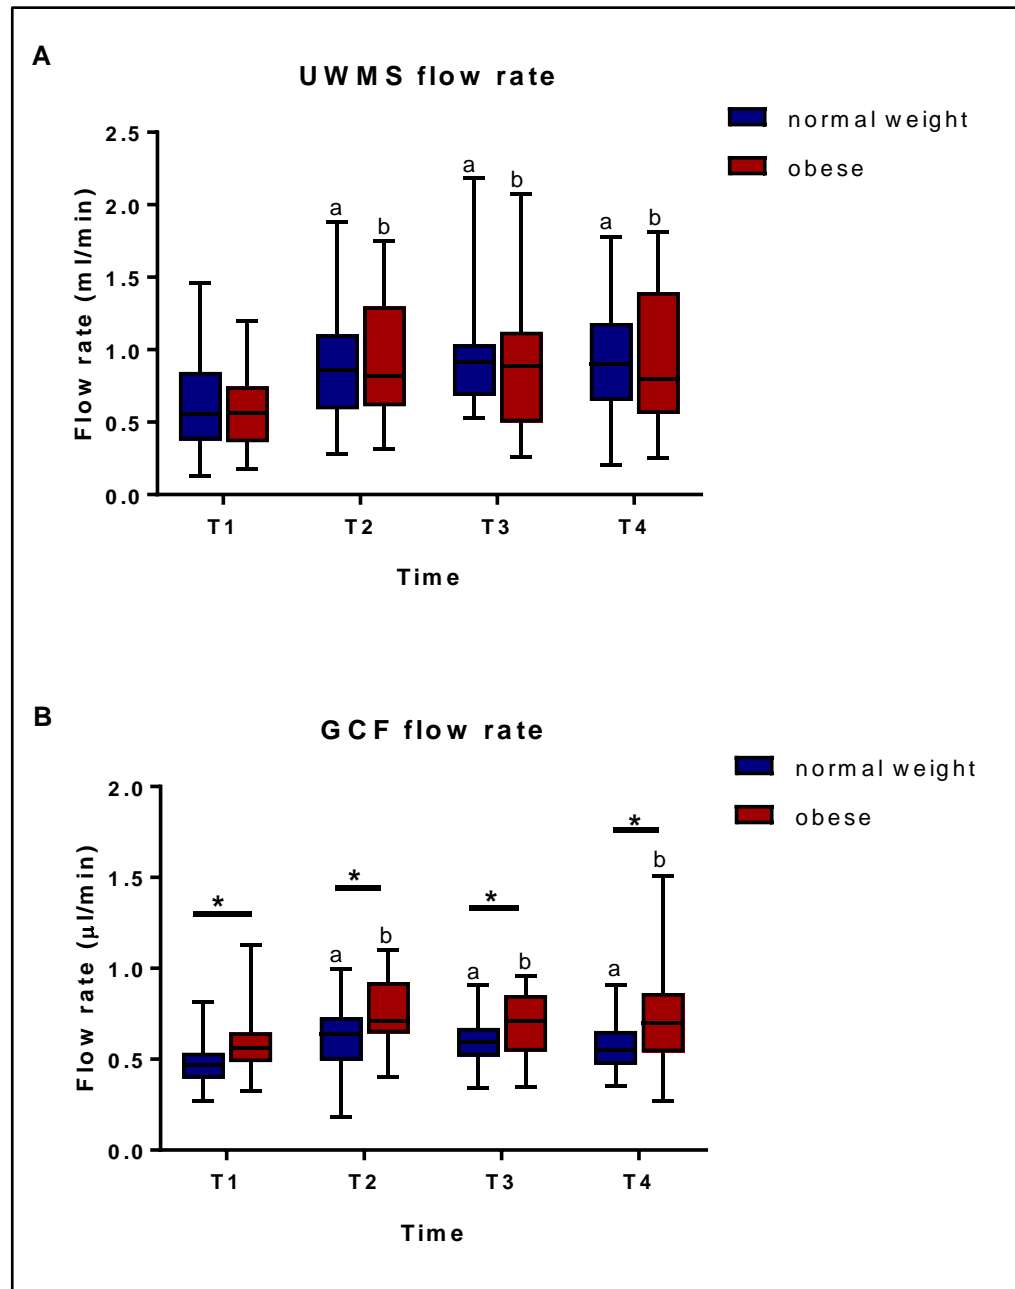 A
UWMS flow rate
normal weight
obese
Flow rate (ml/min)
2.5
2.0
1.5
1.0
0.5
0.0
a
b
a
b
a
b
T1
T2
T3
T4
Time
B
GCF flow rate
normal weight
obese
Flow rate (µl/min)
2.0
1.5
1.0
0.5
0.0
*
*
*
*
a
b
a
b
a
b
T1
T2
T3
T4
Time